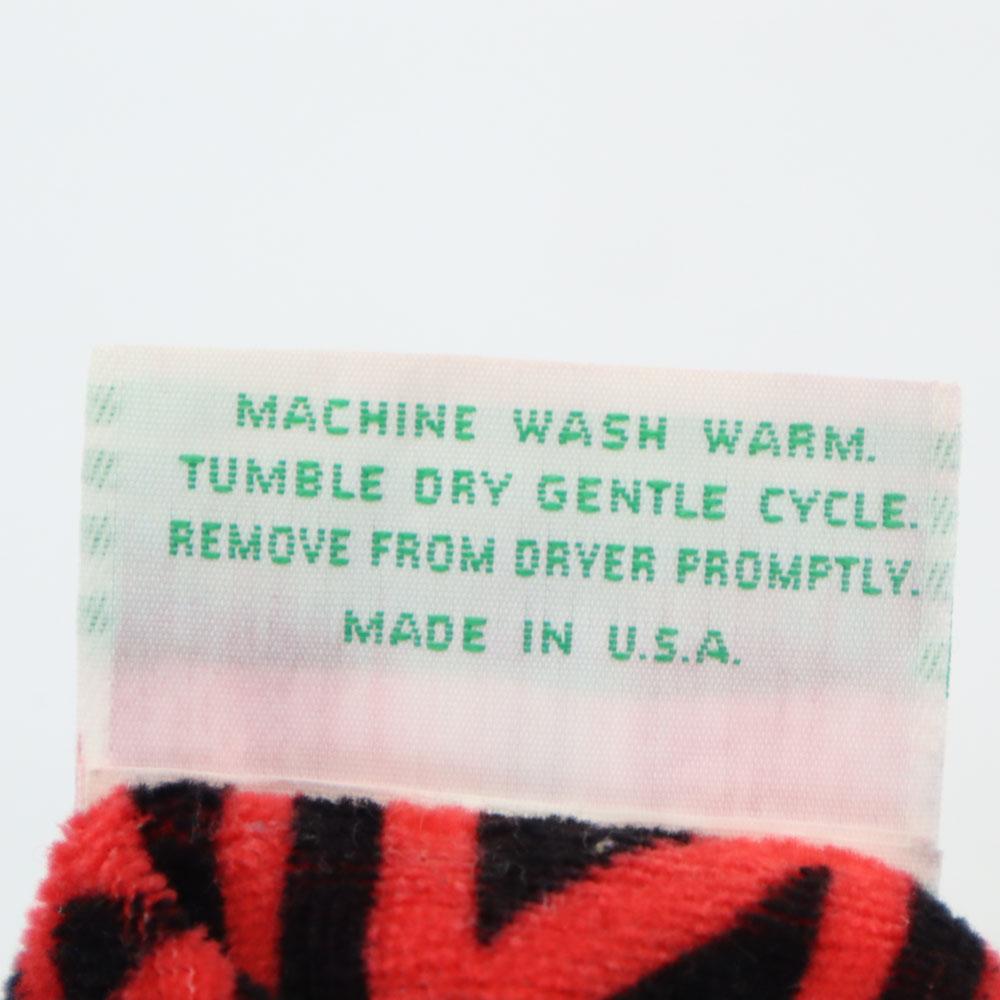 MACHINE WASH WARM.
TUMBLE DRY GENTLE CYCLE.
REMOVE FROM DRYER PROMPTLY.
MADE IN U.S.A.